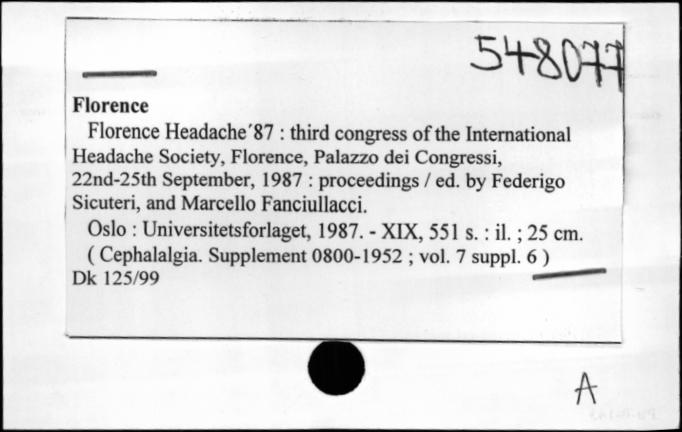 548077
Florence
Florence Headache´87 : third congress of the International
Headache Society, Florence, Palazzo dei Congressi,
22nd-25th September, 1987 : proceedings / ed. by Federigo
Sicuteri, and Marcello Fanciullacci.
Oslo : Universitetsforlaget, 1987. - XIX, 551 s. : il. ; 25 cm.
( Cephalalgia. Supplement 0800-1952 ; vol. 7 suppl. 6 )
Dk 125/99
A